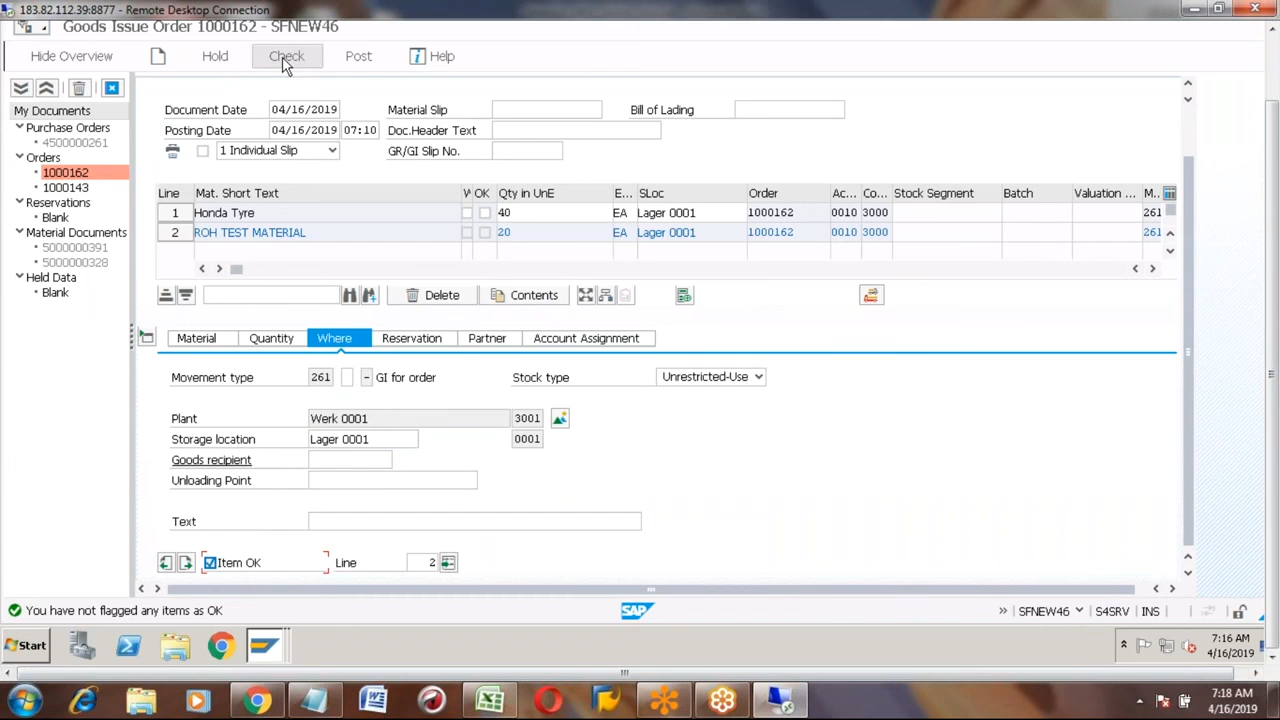 183.82.112.39:8877 - Remote Desktop Connection
Goods Issue Order 1000162 - SFNEW46
Hide Overview Hold Check Post Help
My Documents
Purchase Orders
4500000261
Orders
1000162
1000143
Reservations
Blank
Material Documents
5000000391
5000000328
Held Data
Blank
Document Date 04/16/2019 Material Slip Bill of Lading
Posting Date 04/16/2019 07:10 Doc.Header Text
1 Individual Slip GR/GI Slip No.
Line Mat. Short Text OK Qty in UnE E... SLoc Order Ac... Co... Stock Segment Batch Valuation ... M..
1 Honda Tyre 40 EA Lager 0001 1000162 0010 3000 261
2 ROH TEST MATERIAL 20 EA Lager 0001 1000162 0010 3000 261
Delete Contents
Material Quantity Where Reservation Partner Account Assignment
Movement type 261 - GI for order Stock type Unrestricted-Use
Plant Werk 0001 3001
Storage location Lager 0001 0001
Goods recipient
Unloading Point
Text
Item OK Line 2
You have not flagged any items as OK SAP » SFNEW46 S4SRV INS
Start 7:16 AM
4/16/2019
7:18 AM
4/16/2019